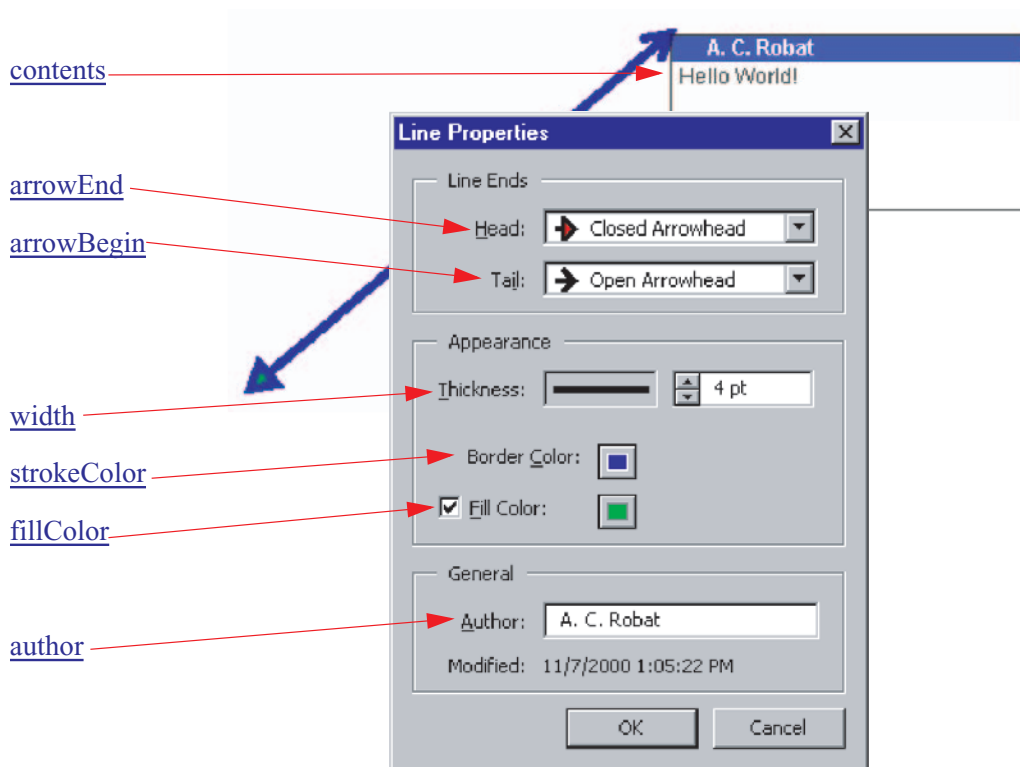 A. C. Robat
contents
Hello World!
Line Properties
Line Ends
arrowEnd
Head: Closed Arrowhead
arrowBegin
Tail: Open Arrowhead
Appearance
Thickness: 4 pt
width
Border Color:
strokeColor
Fill Color:
fillColor
General
Author: A. C. Robat
author
Modified: 11/7/2000 1:05:22 PM
OK Cancel